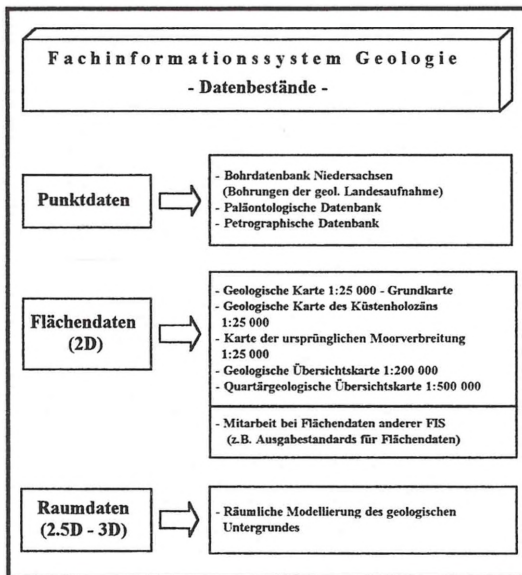 Fachinformationssystem Geologie
- Datenbestände -
Punktdaten
- Bohrdatenbank Niedersachsen
(Bohrungen der geol. Landesaufnahme)
- Paläontologische Datenbank
- Petrographische Datenbank
Flächendaten
(2D)
- Geologische Karte 1:25 000 - Grundkarte
- Geologische Karte des Küstenholozäns
1:25 000
- Karte der ursprünglichen Moorverbreitung
1:25 000
- Geologische Übersichtskarte 1:200 000
- Quartärgeologische Übersichtskarte 1:500 000
- Mitarbeit bei Flächendaten anderer FIS
(z.B. Ausgabestandards für Flächendaten)
Raumdaten
(2.5D - 3D)
- Räumliche Modellierung des geologischen
Untergrundes